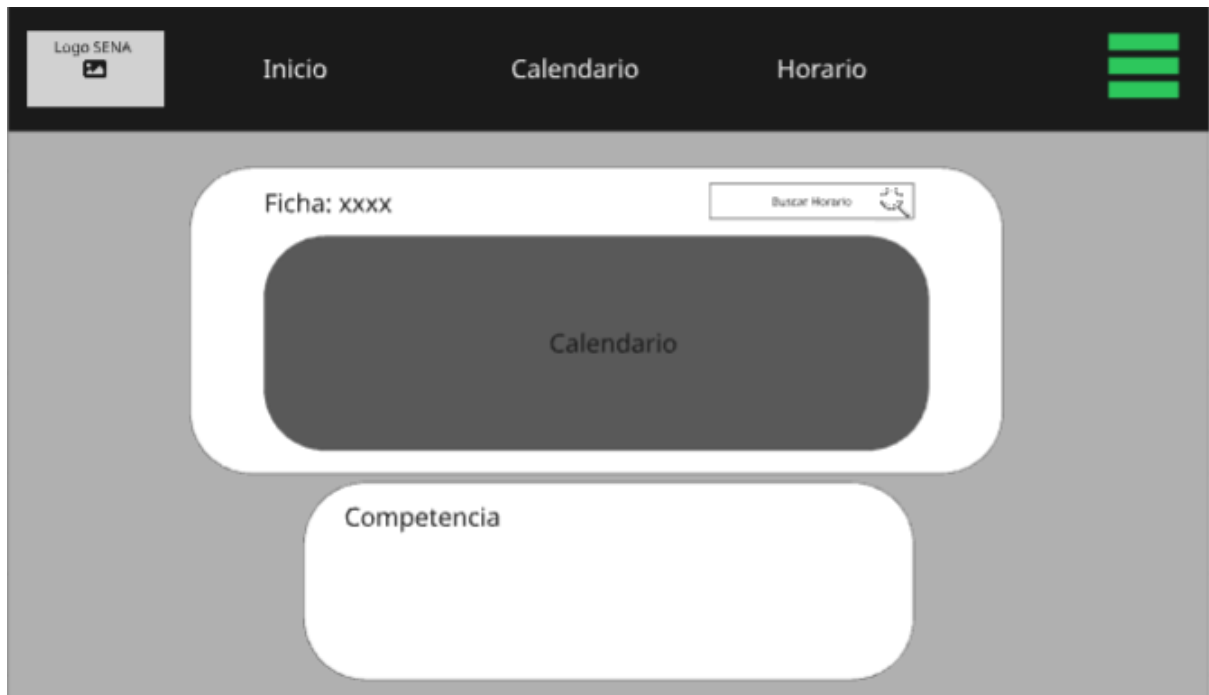 Logo SENA
Inicio
Calendario
Horario
Ficha: xxxx
Buscar Horario
Calendario
Competencia